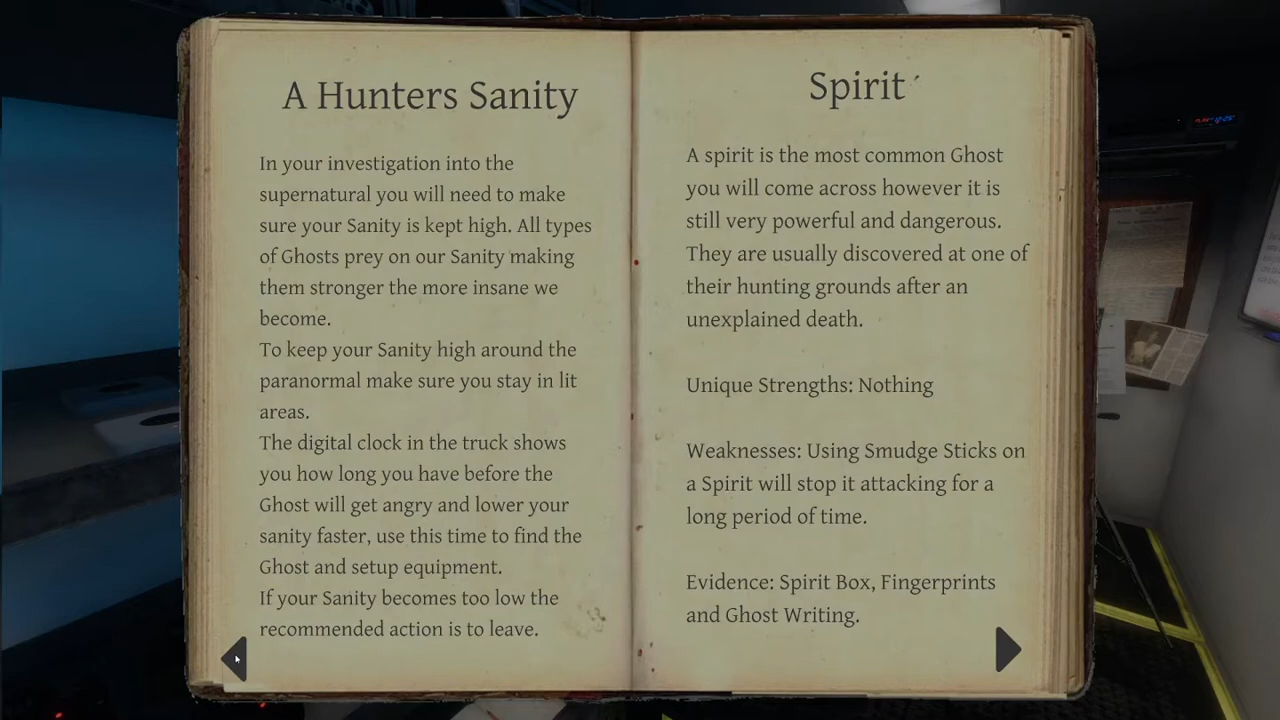 A Hunters Sanity
In your investigation into the
supernatural you will need to make
sure your Sanity is kept high. All types
of Ghosts prey on our Sanity making
them stronger the more insane we
become.
To keep your Sanity high around the
paranormal make sure you stay in lit
areas.
The digital clock in the truck shows
you how long you have before the
Ghost will get angry and lower your
sanity faster, use this time to find the
Ghost and setup equipment.
If your Sanity becomes too low the
recommended action is to leave.
Spirit
A spirit is the most common Ghost
you will come across however it is
still very powerful and dangerous.
They are usually discovered at one of
their hunting grounds after an
unexplained death.
Unique Strengths: Nothing
Weaknesses: Using Smudge Sticks on
a Spirit will stop it attacking for a
long period of time.
Evidence: Spirit Box, Fingerprints
and Ghost Writing.